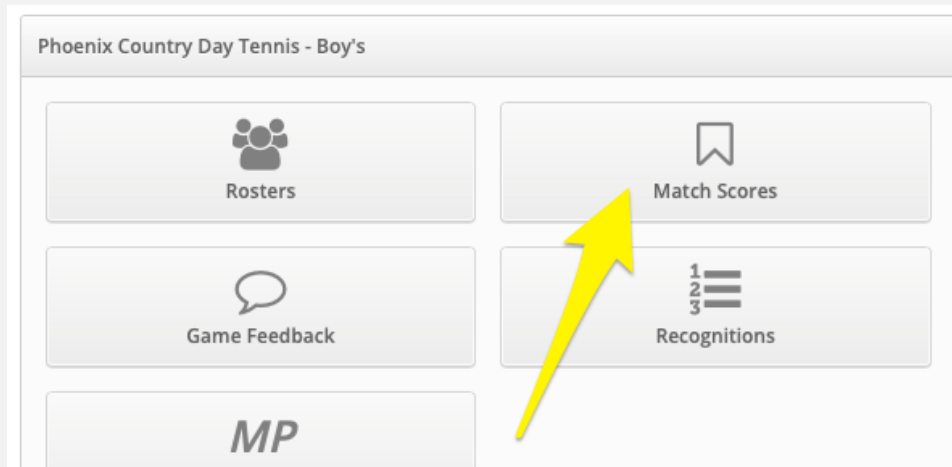 Phoenix Country Day Tennis - Boy's
Rosters
Match Scores
Game Feedback
1
2
3
Recognitions
MP